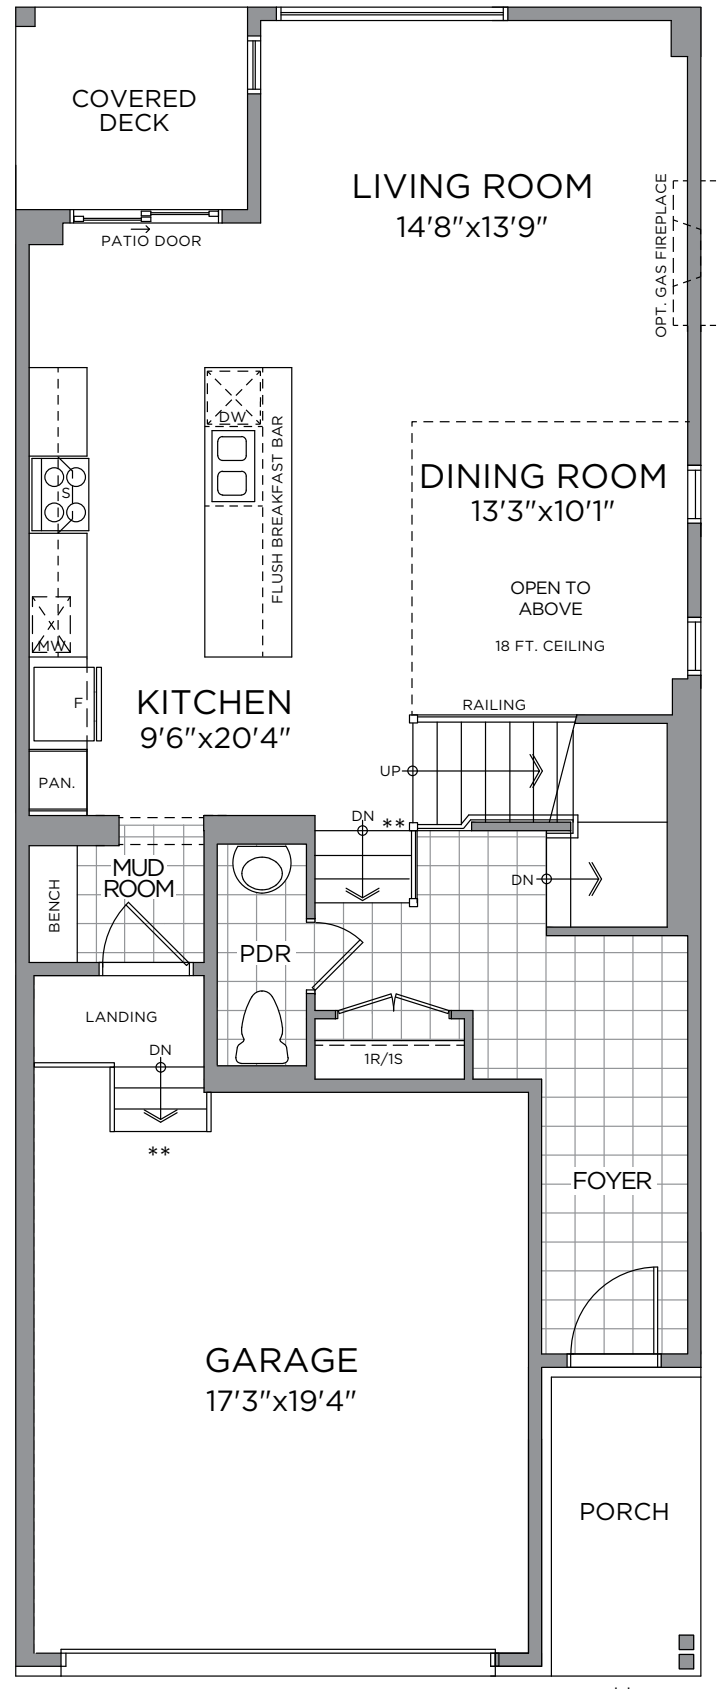 COVERED
DECK
LIVING ROOM
14'8"x13'9"
PATIO DOOR
OPT. GAS FIREPLACE
DW
FLUSH BREAKFAST BAR
S
DINING ROOM
13'3"x10'1"
OPEN TO
ABOVE
18 FT. CEILING
MW
F
KITCHEN
9'6"x20'4"
RAILING
UP
PAN.
DN
**
MUD
ROOM
BENCH
DN
PDR
LANDING
DN
1R/1S
**
FOYER
GARAGE
17'3"x19'4"
PORCH